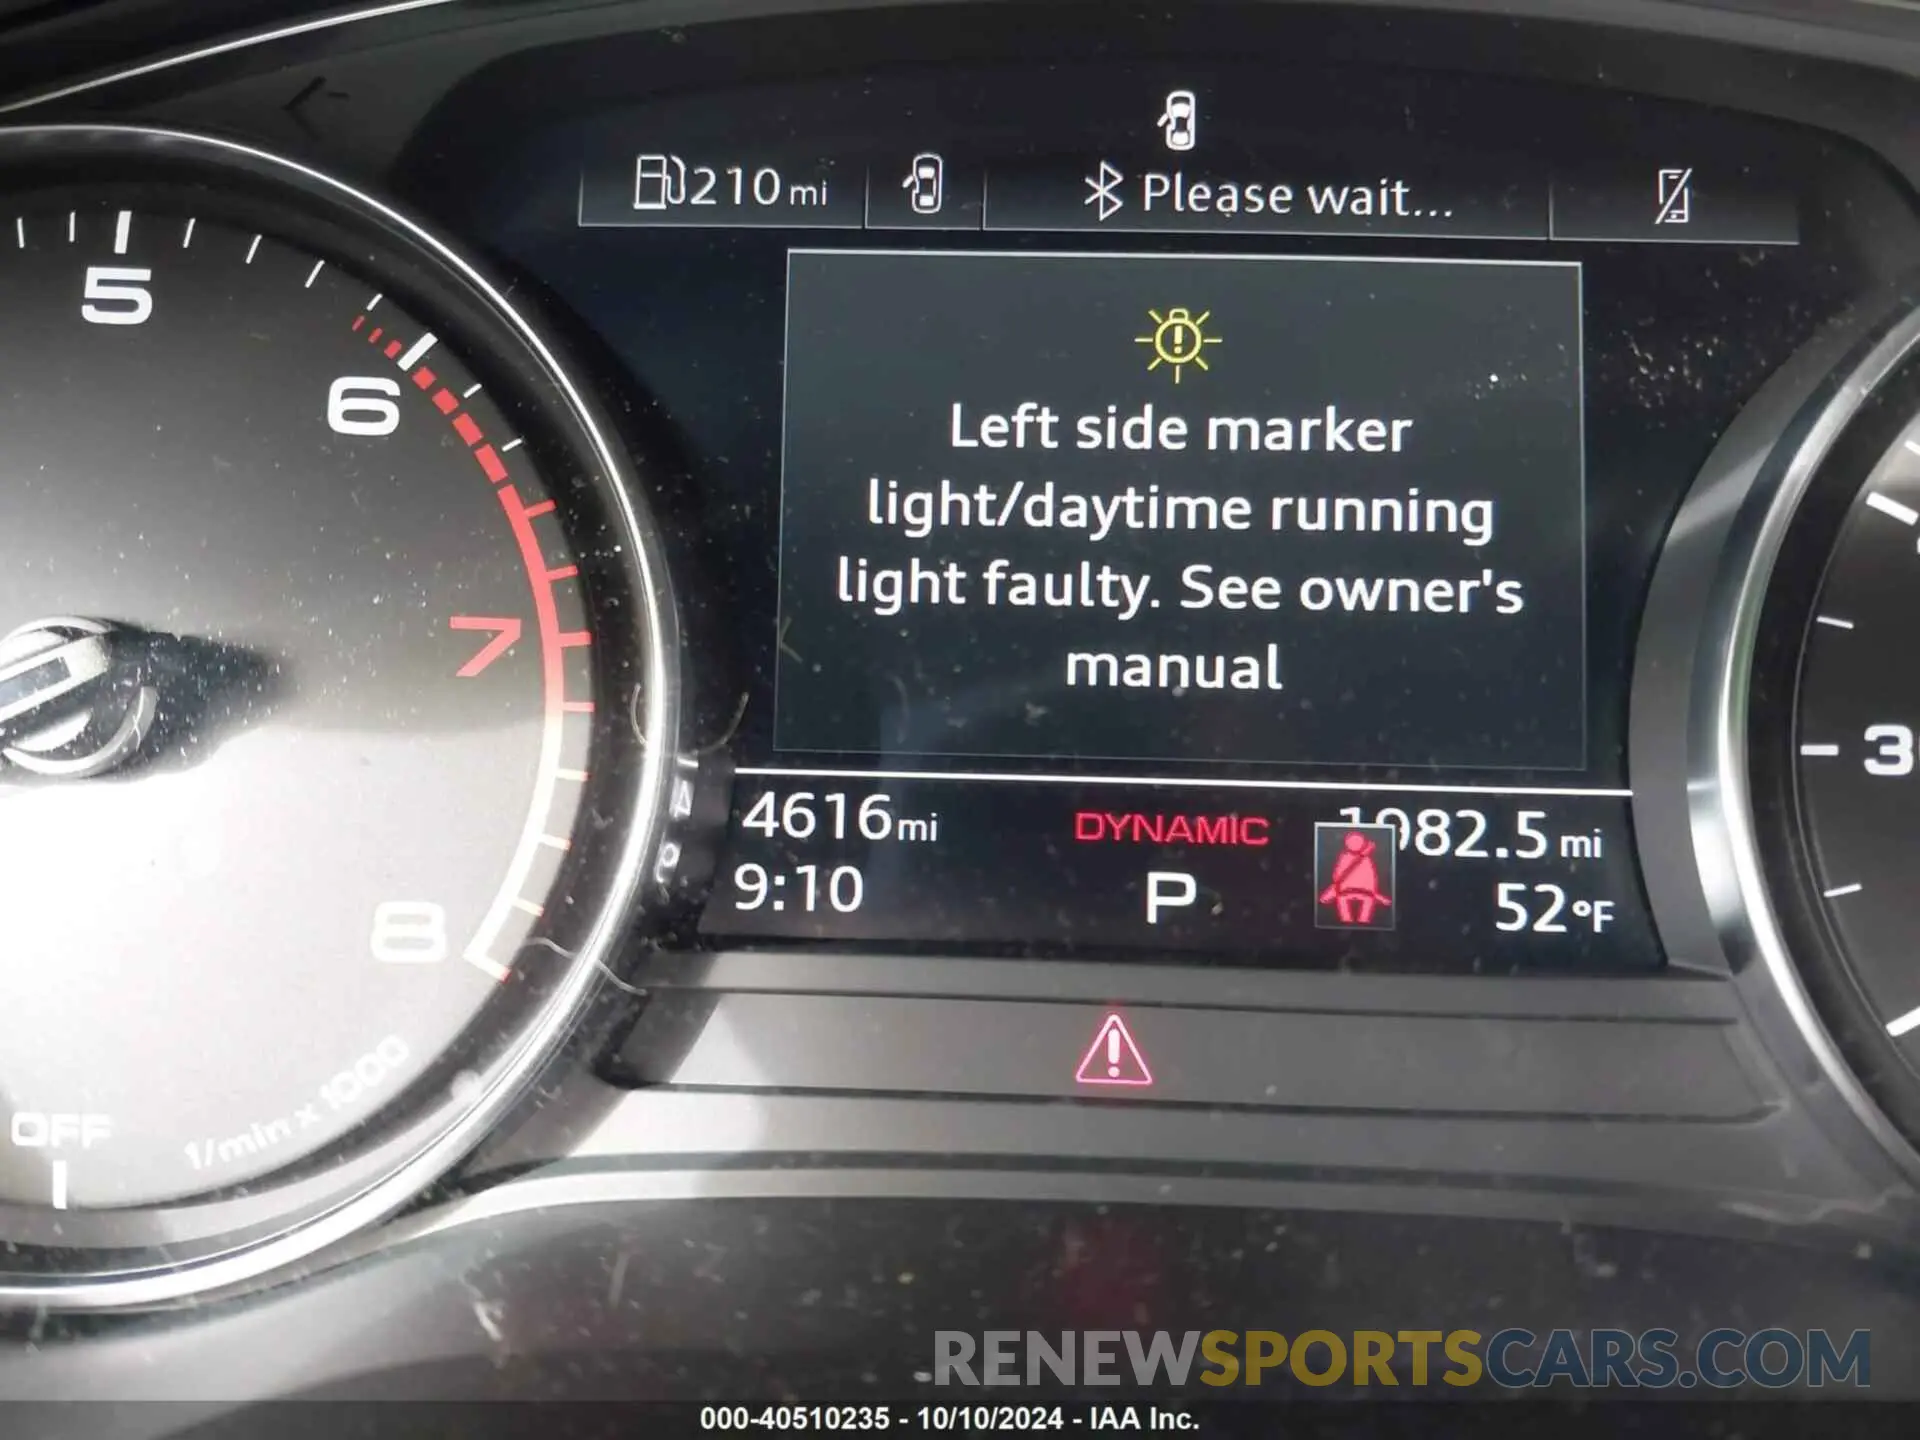 210 mi
Please wait...
5
6
7
8
Left side marker
light/daytime running
light faulty. See owner's
manual
4616 mi
DYNAMIC
1982.5 mi
9:10
P
52°F
1/min x 1000
OFF
RENEWSPORTSCARS.COM
000-40510235 - 10/10/2024 - IAA Inc.